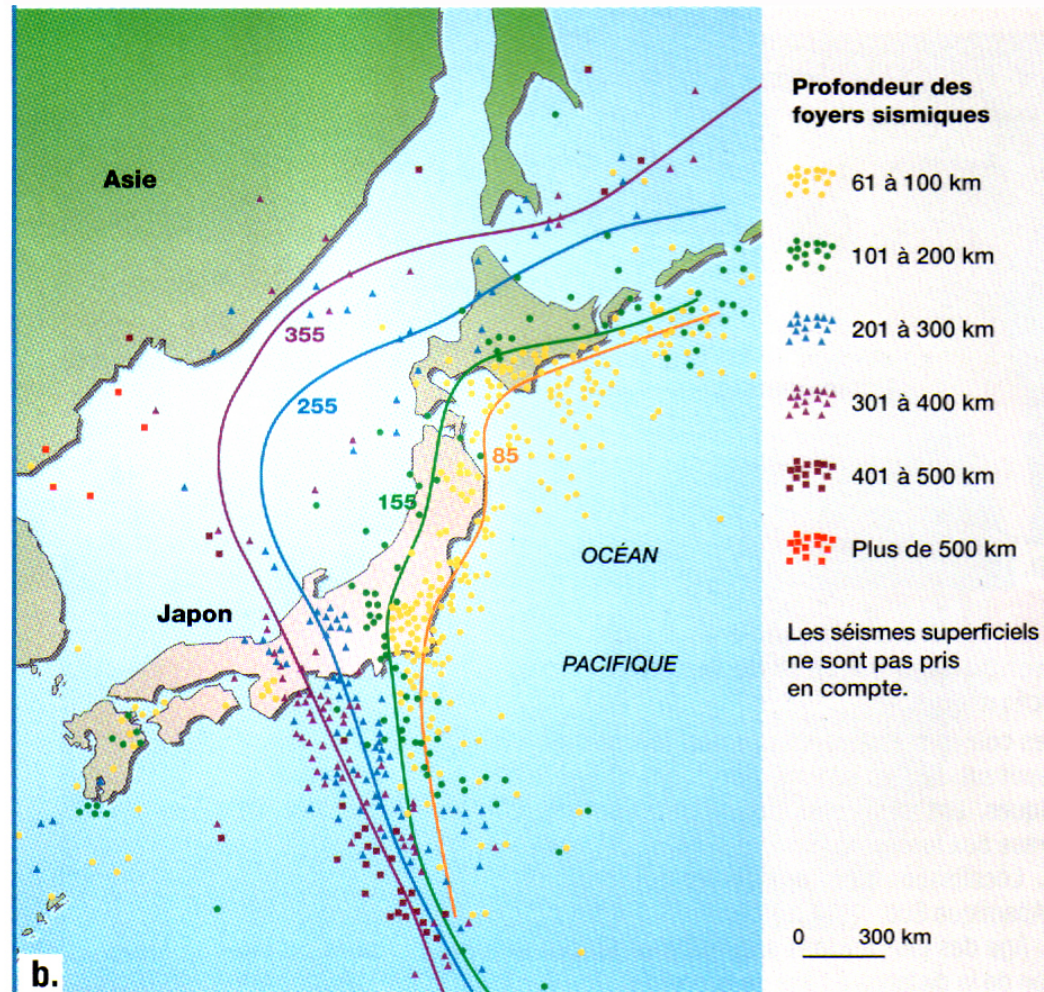 Asie
355
255
85
155
OCÉAN
Japon
PACIFIQUE
b.
Profondeur des
foyers sismiques
61 à 100 km
101 à 200 km
201 à 300 km
301 à 400 km
401 à 500 km
Plus de 500 km
Les séismes superficiels
ne sont pas pris
en compte.
0 300 km